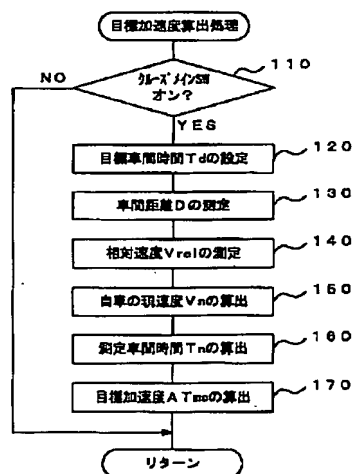 目標加速度算出処理
NO
クルーズメインSW
オン?
110
YES
目標車間時間Tdの設定
120
車間距離Dの測定
130
相対速度Vrelの測定
140
自車の現速度Vnの算出
150
測定車間時間Tnの算出
160
目標加速度ATmcの算出
170
リターン